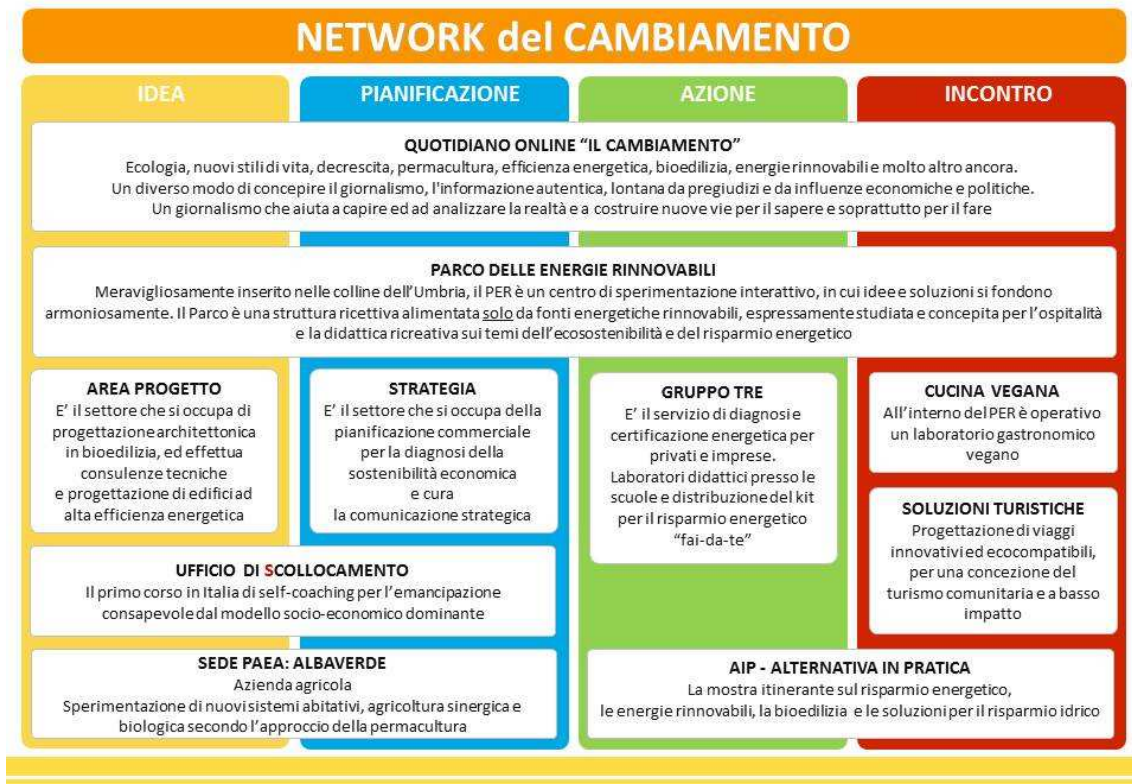 NETWORK del CAMBIAMENTO
IDEA
PIANIFICAZIONE
AZIONE
INCONTRO
QUOTIDIANO ONLINE “IL CAMBIAMENTO”
Ecologia, nuovi stili di vita, decrescita, permacultura, efficienza energetica, bioedilizia, energie rinnovabili e molto altro ancora.
Un diverso modo di concepire il giornalismo, l'informazione autentica, lontana da pregiudizi e da influenze economiche e politiche.
Un giornalismo che aiuta a capire ed ad analizzare la realtà e a costruire nuove vie per il sapere e soprattutto per il fare
PARCO DELLE ENERGIE RINNOVABILI
Meravigliosamente inserito nelle colline dell’Umbria, il PER è un centro di sperimentazione interattivo, in cui idee e soluzioni si fondono
armoniosamente. Il Parco è una struttura ricettiva alimentata solo da fonti energetiche rinnovabili, espressamente studiata e concepita per l’ospitalità
e la didattica ricreativa sui temi dell’ecosostenibilità e del risparmio energetico
AREA PROGETTO
E’ il settore che si occupa di
progettazione architettonica
in bioedilizia, ed effettua
consulenze tecniche
e progettazione di edifici ad
alta efficienza energetica
STRATEGIA
E’ il settore che si occupa della
pianificazione commerciale
per la diagnosi della
sostenibilità economica
e cura
la comunicazione strategica
GRUPPO TRE
E’ il servizio di diagnosi e
certificazione energetica per
privati e imprese.
Laboratori didattici presso le
scuole e distribuzione del kit
per il risparmio energetico
“fai-da-te”
CUCINA VEGANA
All’interno del PER è operativo
un laboratorio gastronomico
vegano
SOLUZIONI TURISTICHE
Progettazione di viaggi
innovativi ed ecocompatibili,
per una concezione del
turismo comunitaria e a basso
impatto
UFFICIO DI SCOLLOCAMENTO
Il primo corso in Italia di self-coaching per l’emancipazione
consapevole dal modello socio-economico dominante
SEDE PAEA: ALBAVERDE
Azienda agricola
Sperimentazione di nuovi sistemi abitativi, agricoltura sinergica e
biologica secondo l’approccio della permacultura
AIP - ALTERNATIVA IN PRATICA
La mostra itinerante sul risparmio energetico,
le energie rinnovabili, la bioedilizia e le soluzioni per il risparmio idrico